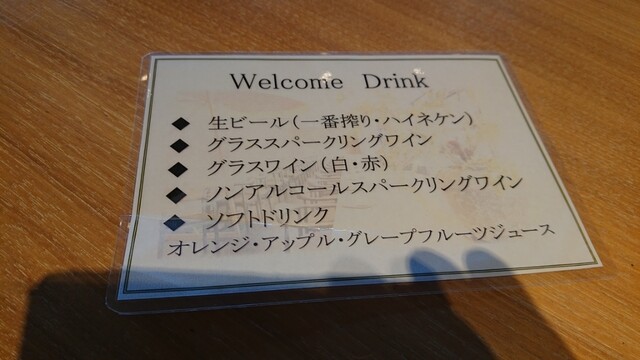 Welcome Drink
◆ 生ビール(一番搾り・ハイネケン)
◆ グラススパークリングワイン
◆ グラスワイン(白・赤)
◆ ノンアルコールスパークリングワイン
◆ ソフトドリンク
オレンジ・アップル・グレープフルーツジュース